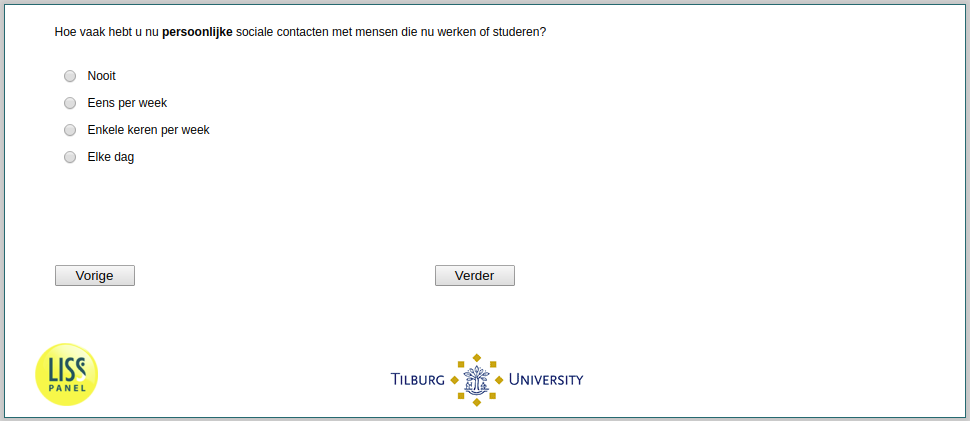 Hoe vaak hebt u nu persoonlijke sociale contacten met mensen die nu werken of studeren?
Nooit
Eens per week
Enkele keren per week
Elke dag
Vorige
Verder
LISS
PANEL
TILBURG UNIVERSITY